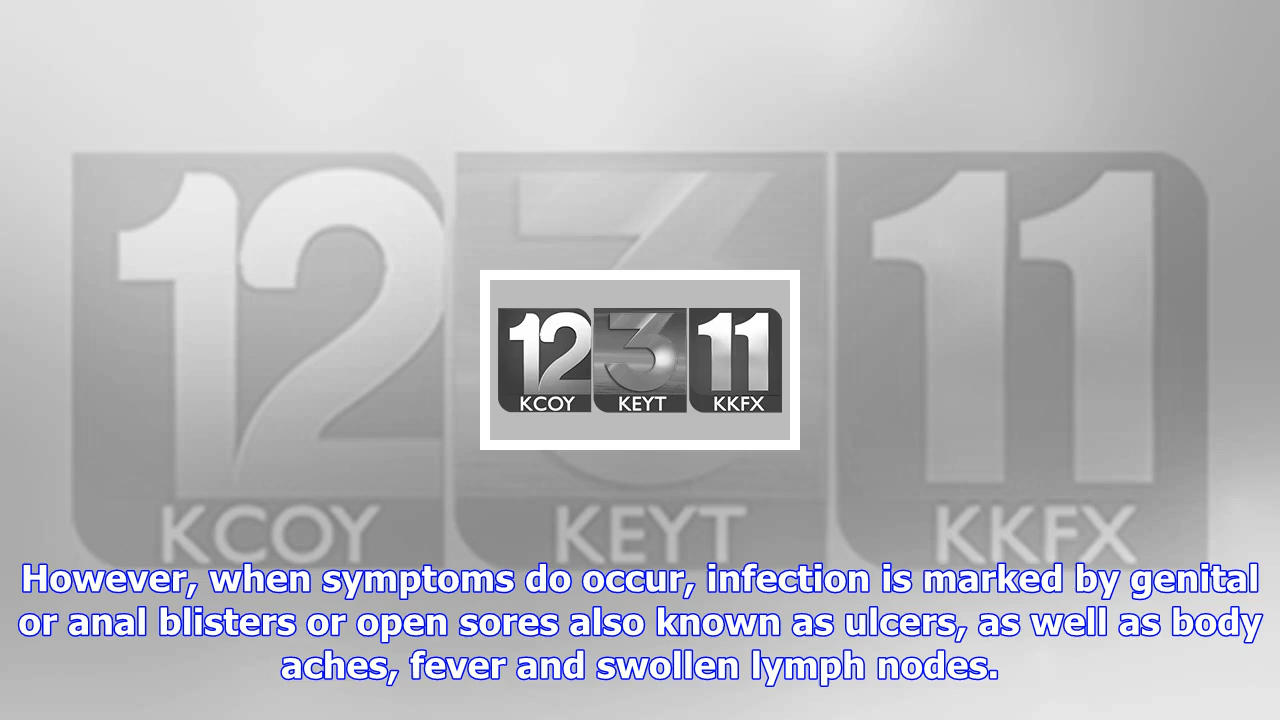 12 3 11
KCOY KEYT KKFX
12 3 11
KCOY KEYT KKFX
However, when symptoms do occur, infection is marked by genital
or anal blisters or open sores also known as ulcers, as well as body
aches, fever and swollen lymph nodes.